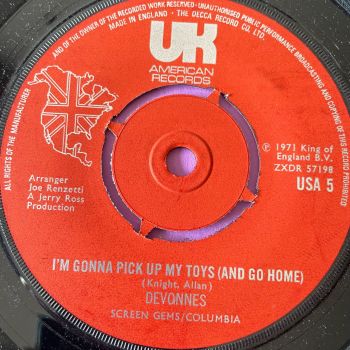 ALL RIGHTS OF THE MANUFACTURER AND OF THE OWNER OF THE RECORDED WORK RESERVED - UNAUTHORISED PUBLIC PERFORMANCE BROADCASTING AND COPYING OF THIS RECORD PROHIBITED
MADE IN ENGLAND. THE DECCA RECORD CO. LTD.
UK
AMERICAN
RECORDS
Arranger
Joe Renzetti
A Jerry Ross
Production
℗ 1971 King of
England B.V.
ZXDR 57198
USA 5
I'M GONNA PICK UP MY TOYS (AND GO HOME)
(Knight, Allan)
DEVONNES
SCREEN GEMS/COLUMBIA